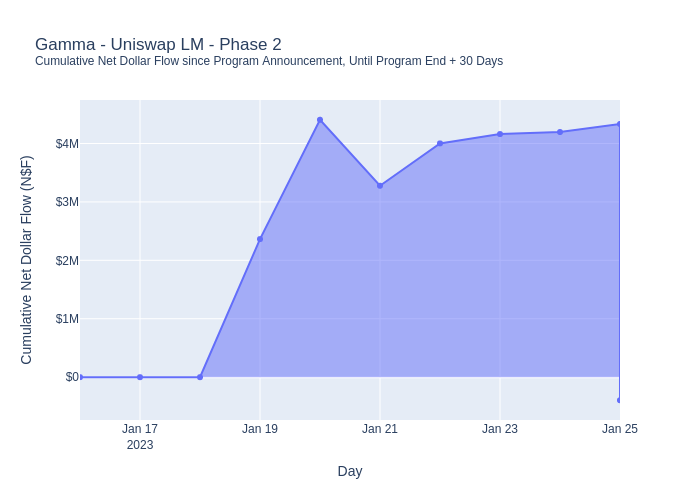 Gamma - Uniswap LM - Phase 2
Cumulative Net Dollar Flow since Program Announcement, Until Program End + 30 Days
Cumulative Net Dollar Flow (N$F)
$4M
$3M
$2M
$1M
$0
Jan 17
2023
Jan 19
Jan 21
Jan 23
Jan 25
Day